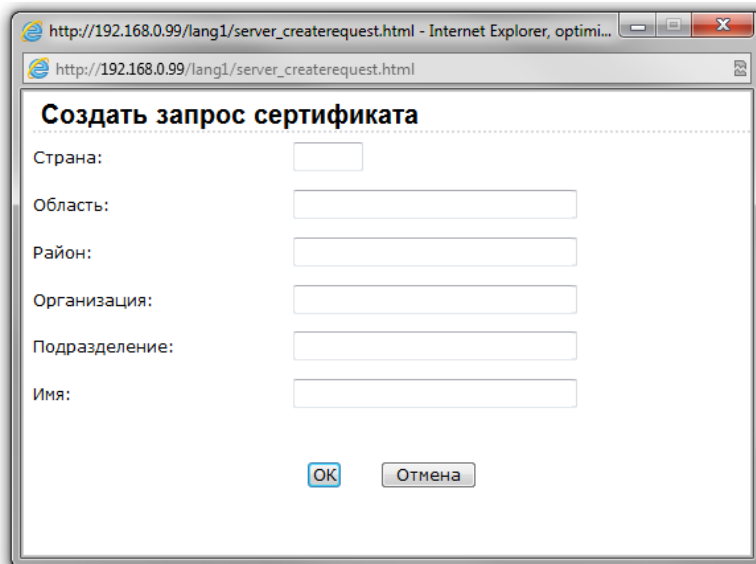 http://192.168.0.99/lang1/server_createrequest.html - Internet Explorer, optimi...
http://192.168.0.99/lang1/server_createrequest.html
Создать запрос сертификата
Страна:
Область:
Район:
Организация:
Подразделение:
Имя:
OK Отмена